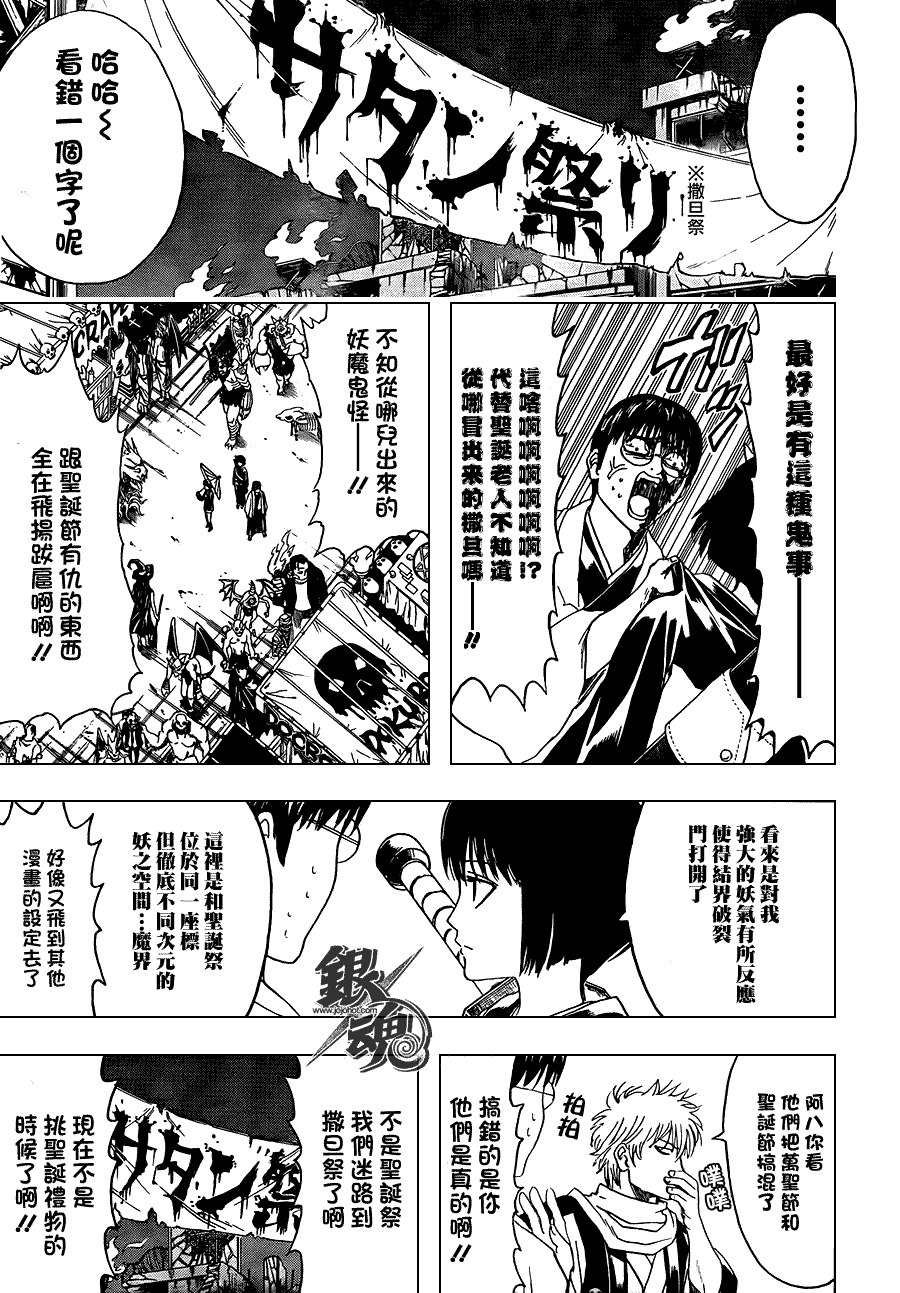 ……
サタン祭り
※撒旦祭
哈哈～
看錯一個字了呢
最好是有這種鬼事——
ガッ
這喀啊啊啊啊啊啊!?
代替聖誕老人不知道
從哪冒出來的撒旦嗎——!!
不知從哪兒出來的
妖魔鬼怪——!!
CRAPE
跟聖誕節有仇的東西
全在飛揚跋扈啊啊!!
看來是對我
強大的妖氣有所反應
使得結界破裂
門打開了
這裡是和聖誕祭
位於同一座標
但徹底不同次元的
妖之空間…魔界
好像又飛到其他
漫畫的設定去了
銀魂
www.jojohot.com
阿八你看
他們把萬聖節和
聖誕節搞混了
噗噗
拍拍
搞錯的是你
他們是真的啊!!
不是聖誕祭
我們迷路到
撒旦祭了啊
サタン祭
現在不是
挑聖誕禮物的
時候了啊!!